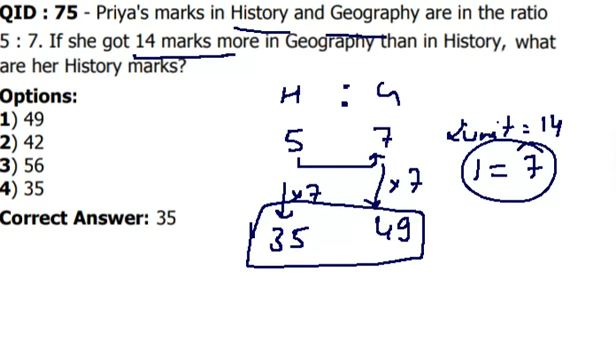 QID : 75 - Priya's marks in History and Geography are in the ratio
5 : 7. If she got 14 marks more in Geography than in History, what
are her History marks?
Options:
1) 49
2) 42
3) 56
4) 35
Correct Answer: 35
H : G
5 7
2unit = 14
1 = 7
×7 ×7
35 49